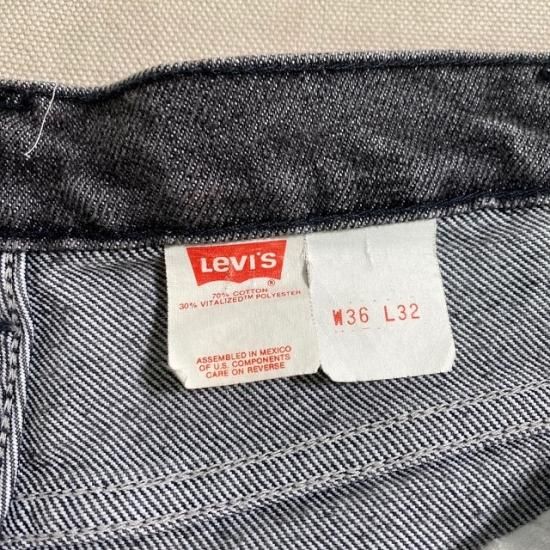 Levi's
®
70% COTTON
30% VITALIZED™ POLYESTER
ASSEMBLED IN MEXICO
OF U.S. COMPONENTS
CARE ON REVERSE
W36 L32